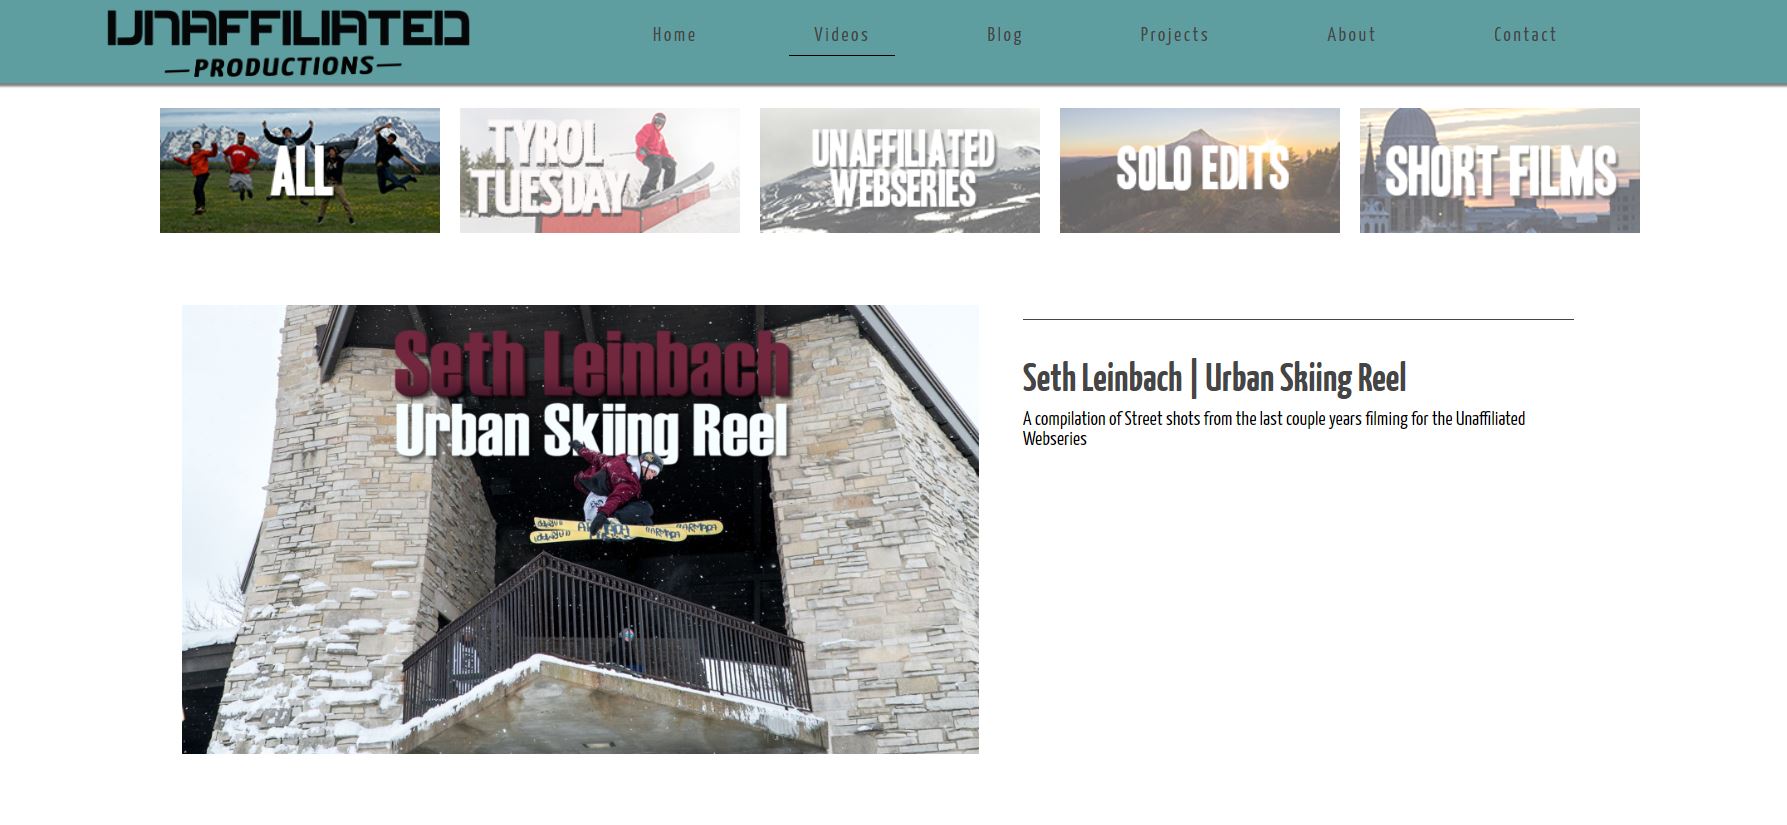 UNAFFILIATED
—PRODUCTIONS—
Home
Videos
Blog
Projects
About
Contact
ALL
TYROL
TUESDAY
UNAFFILIATED
WEBSERIES
SOLO EDITS
SHORT FILMS
Seth Leinbach
Urban Skiing Reel
ARMADA
ARMADA
Seth Leinbach | Urban Skiing Reel
A compilation of Street shots from the last couple years filming for the Unaffiliated
Webseries